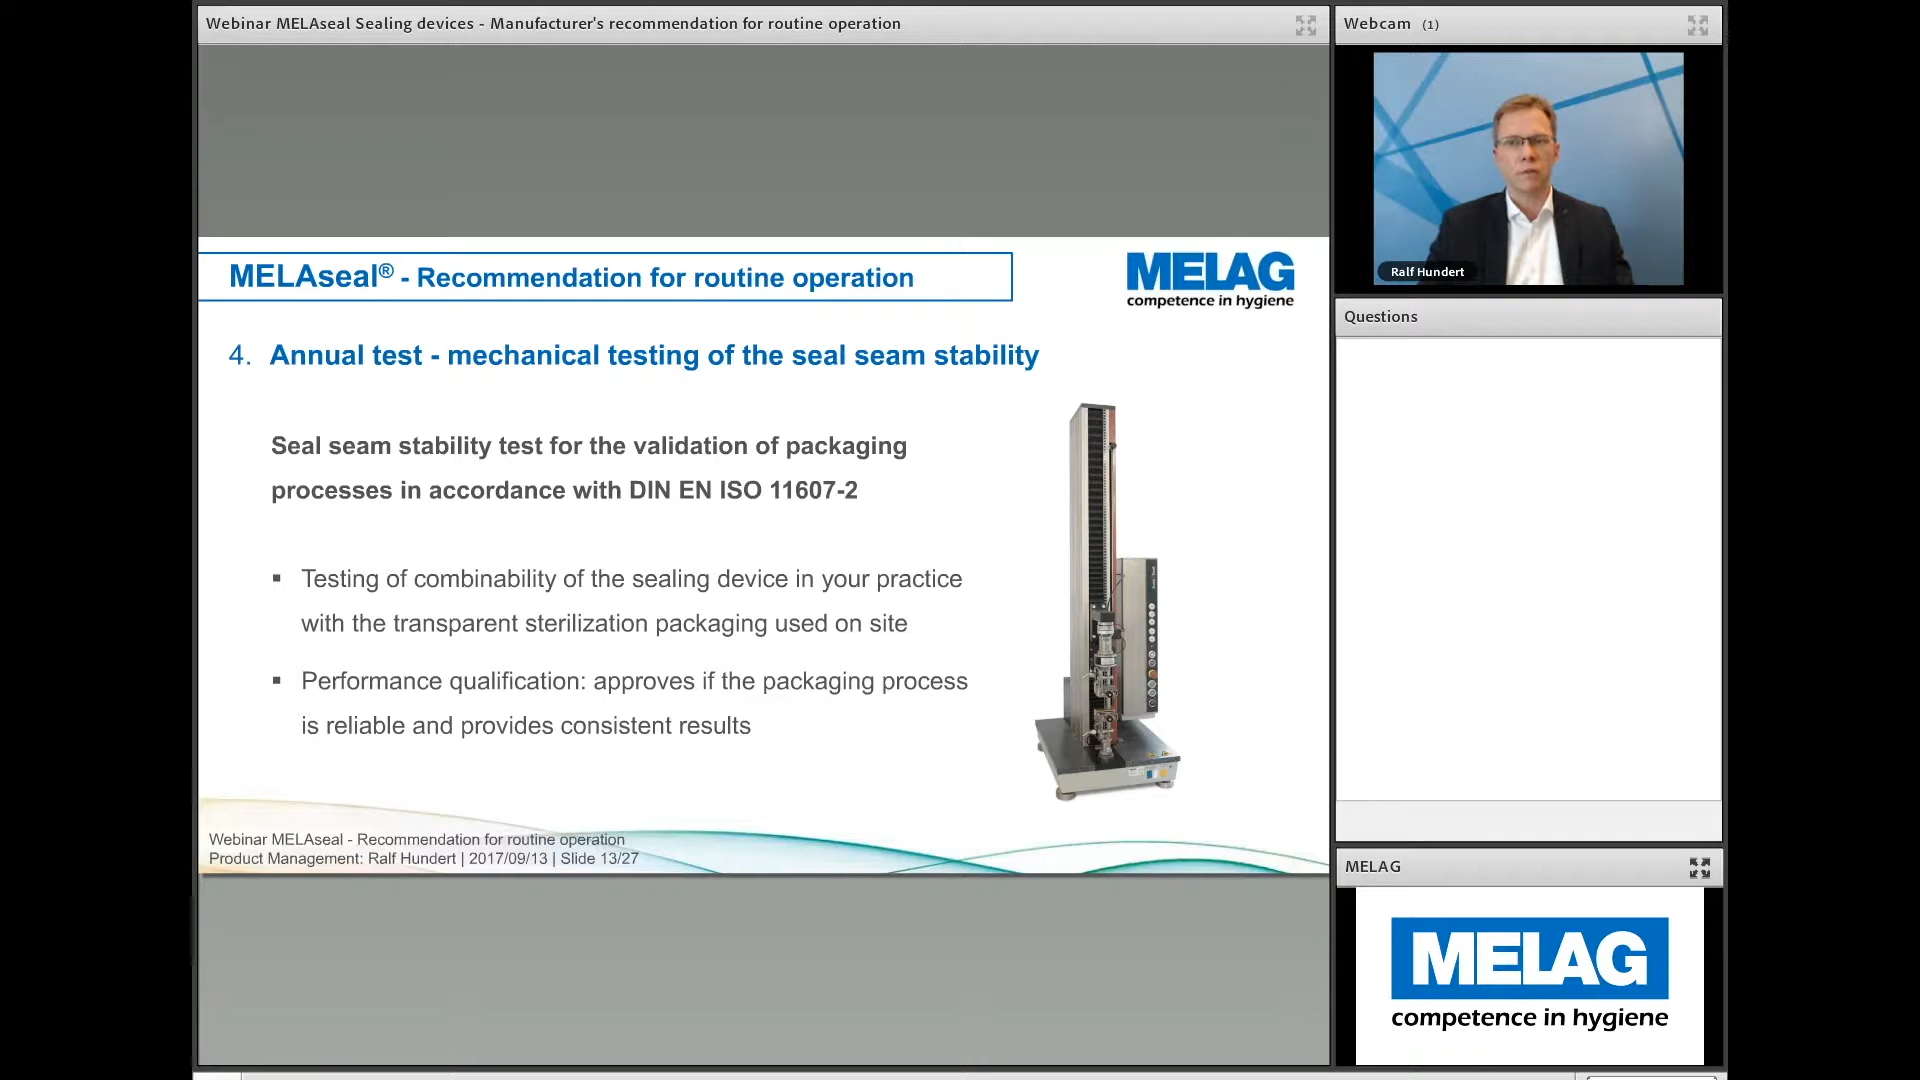 Webinar MELAseal Sealing devices - Manufacturer's recommendation for routine operation
MELAseal® - Recommendation for routine operation
MELAG
competence in hygiene
4. Annual test - mechanical testing of the seal seam stability
Seal seam stability test for the validation of packaging
processes in accordance with DIN EN ISO 11607-2
▪ Testing of combinability of the sealing device in your practice
with the transparent sterilization packaging used on site
▪ Performance qualification: approves if the packaging process
is reliable and provides consistent results
Webinar MELAseal - Recommendation for routine operation
Product Management: Ralf Hundert | 2017/09/13 | Slide 13/27
Webcam (1)
Ralf Hundert
Questions
MELAG
MELAG
competence in hygiene